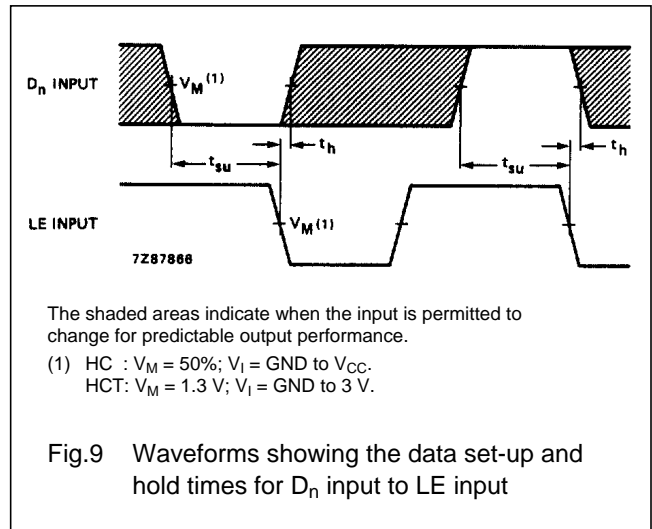 Dn INPUT
VM(1)
th
tsu
tsu
th
LE INPUT
VM(1)
7Z87866
The shaded areas indicate when the input is permitted to
change for predictable output performance.
(1) HC : VM = 50%; VI = GND to VCC.
HCT: VM = 1.3 V; VI = GND to 3 V.
Fig.9 Waveforms showing the data set-up and
hold times for Dn input to LE input